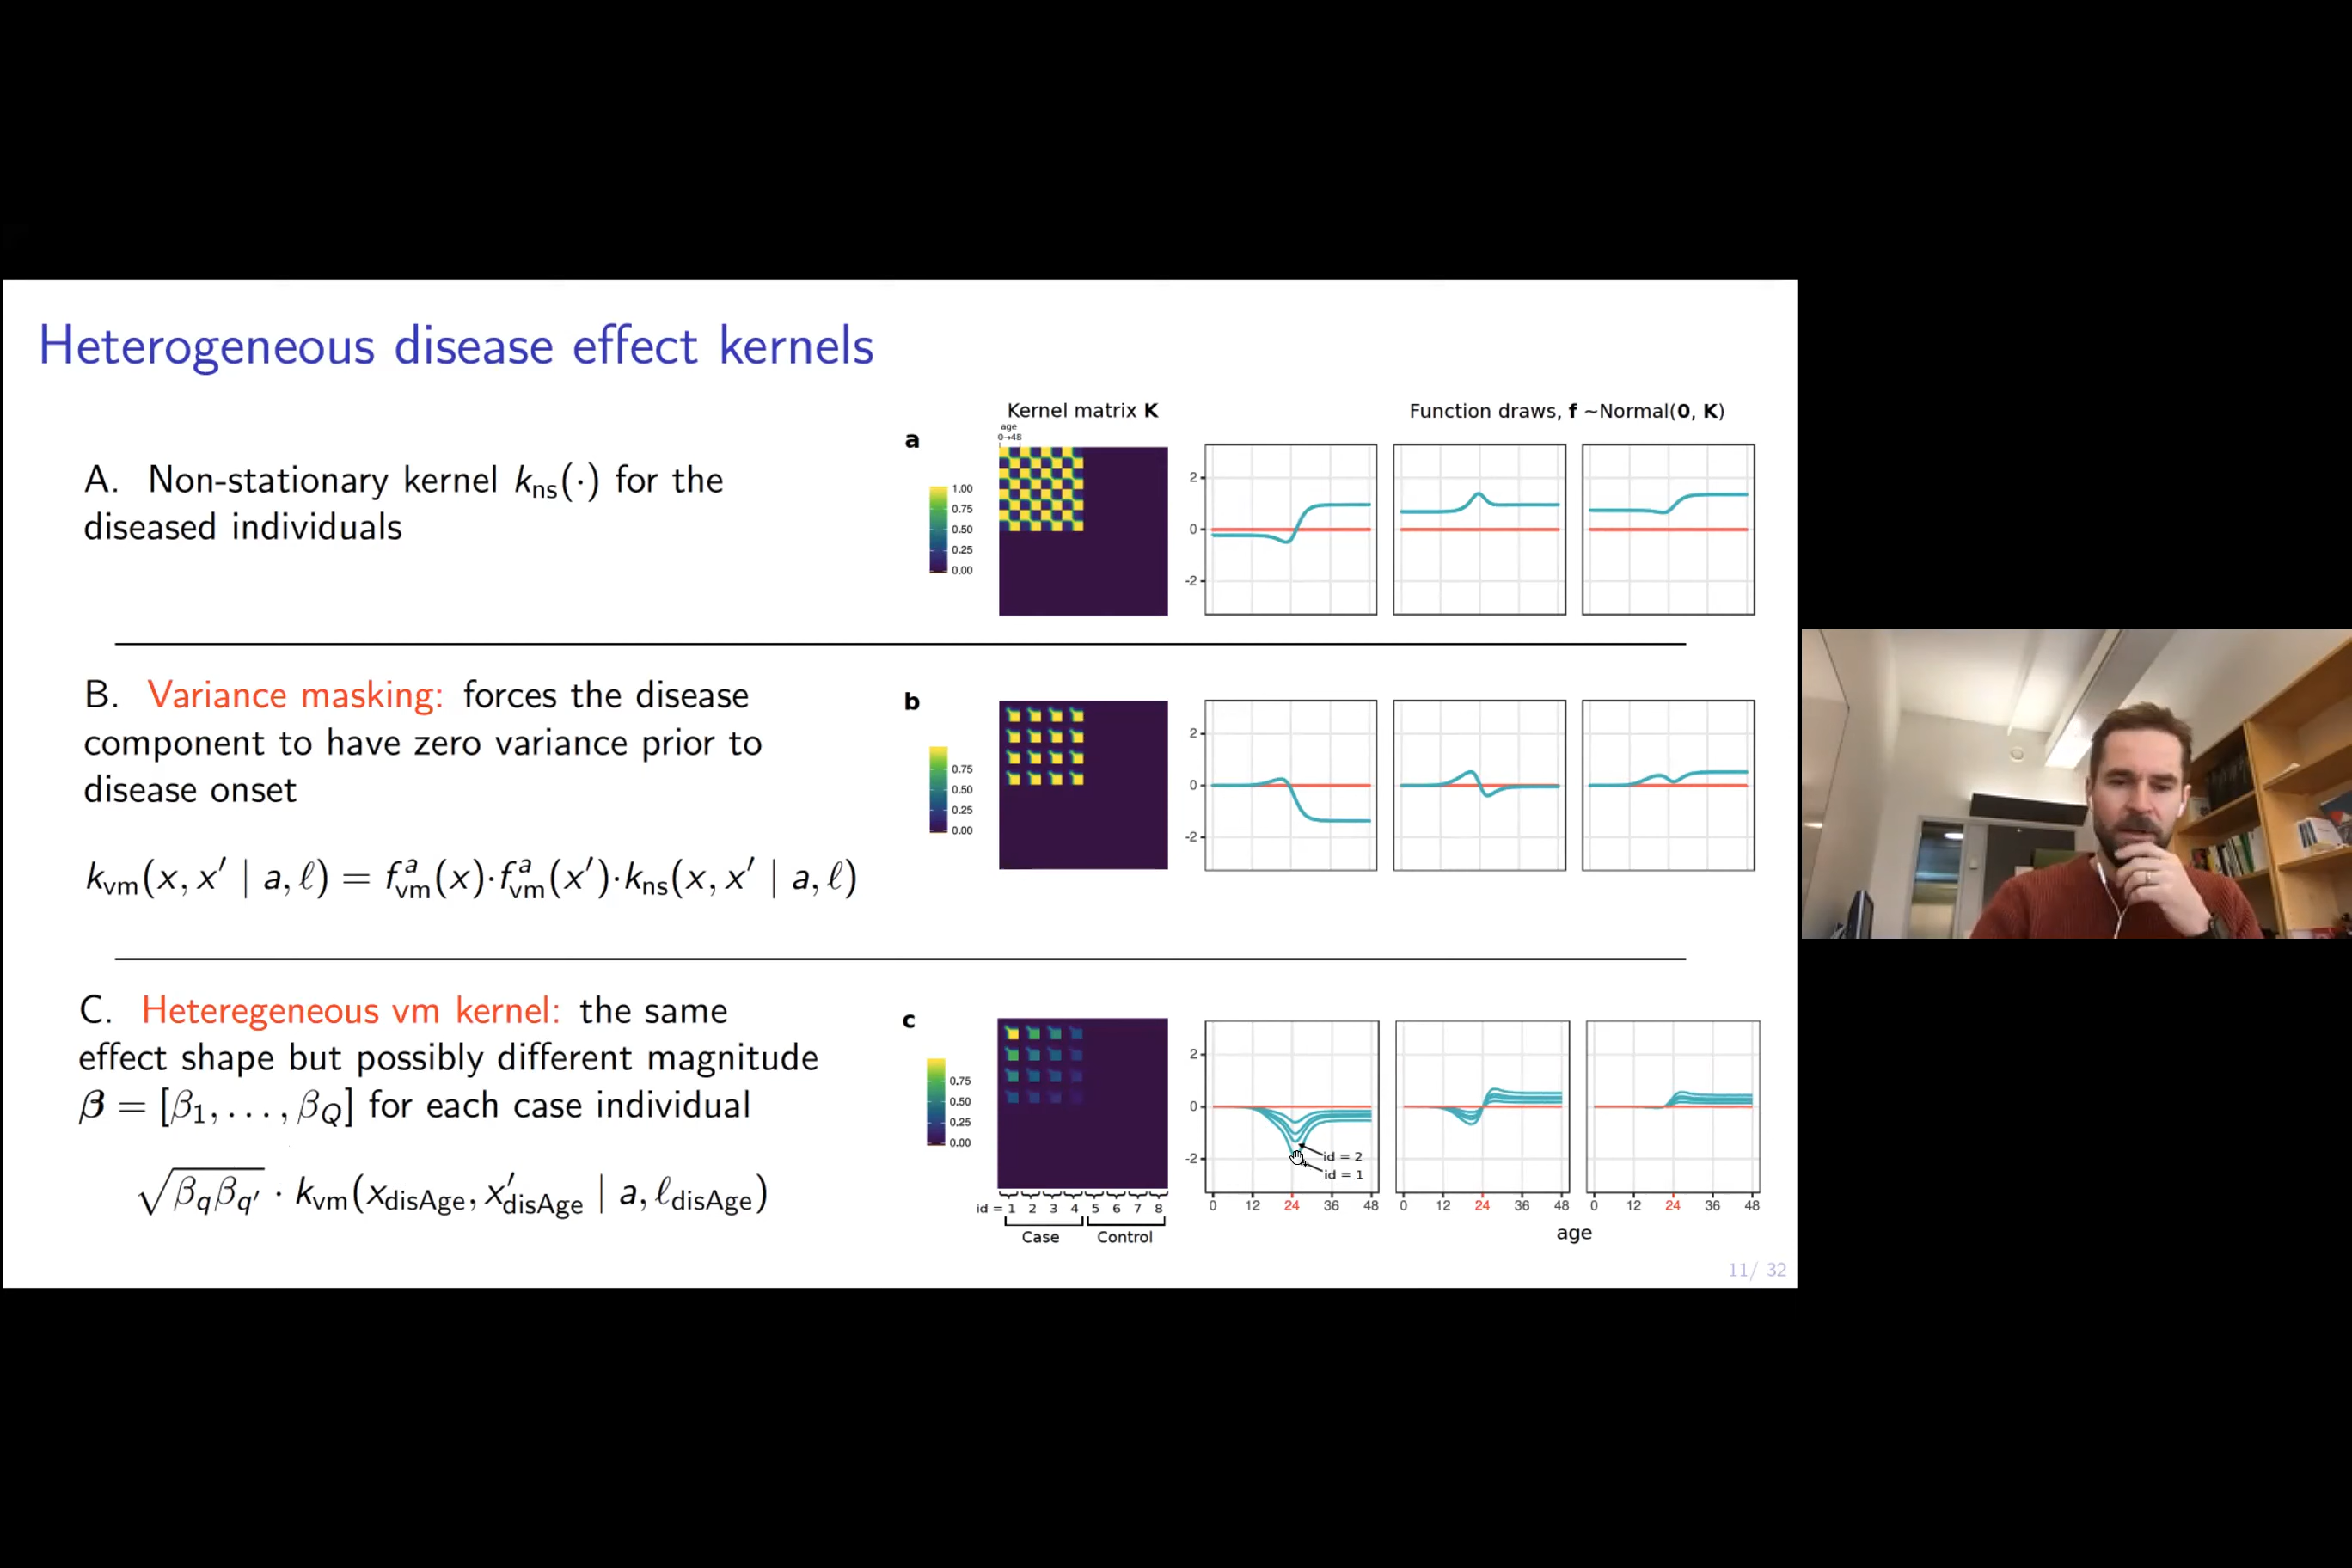 Heterogeneous disease effect kernels
A. Non-stationary kernel k_ns(·) for the
diseased individuals
B. Variance masking: forces the disease
component to have zero variance prior to
disease onset
k_vm(x, x′ | a, ℓ) = f^a_vm(x)·f^a_vm(x′)·k_ns(x, x′ | a, ℓ)
C. Heteregeneous vm kernel: the same
effect shape but possibly different magnitude
β = [β₁, . . . , β_Q] for each case individual
√β_qβ_q′ · k_vm(x_disAge, x′_disAge | a, ℓ_disAge)
Kernel matrix K
Function draws, f ~Normal(0, K)
a
age
0→48
1.00
0.75
0.50
0.25
0.00
2
0
-2
b
0.75
0.50
0.25
0.00
2
0
-2
c
0.75
0.50
0.25
0.00
2
0
-2
id = 2
id = 1
id = 1 2 3 4 5 6 7 8
Case Control
0 12 24 36 48
0 12 24 36 48
0 12 24 36 48
age
11/ 32